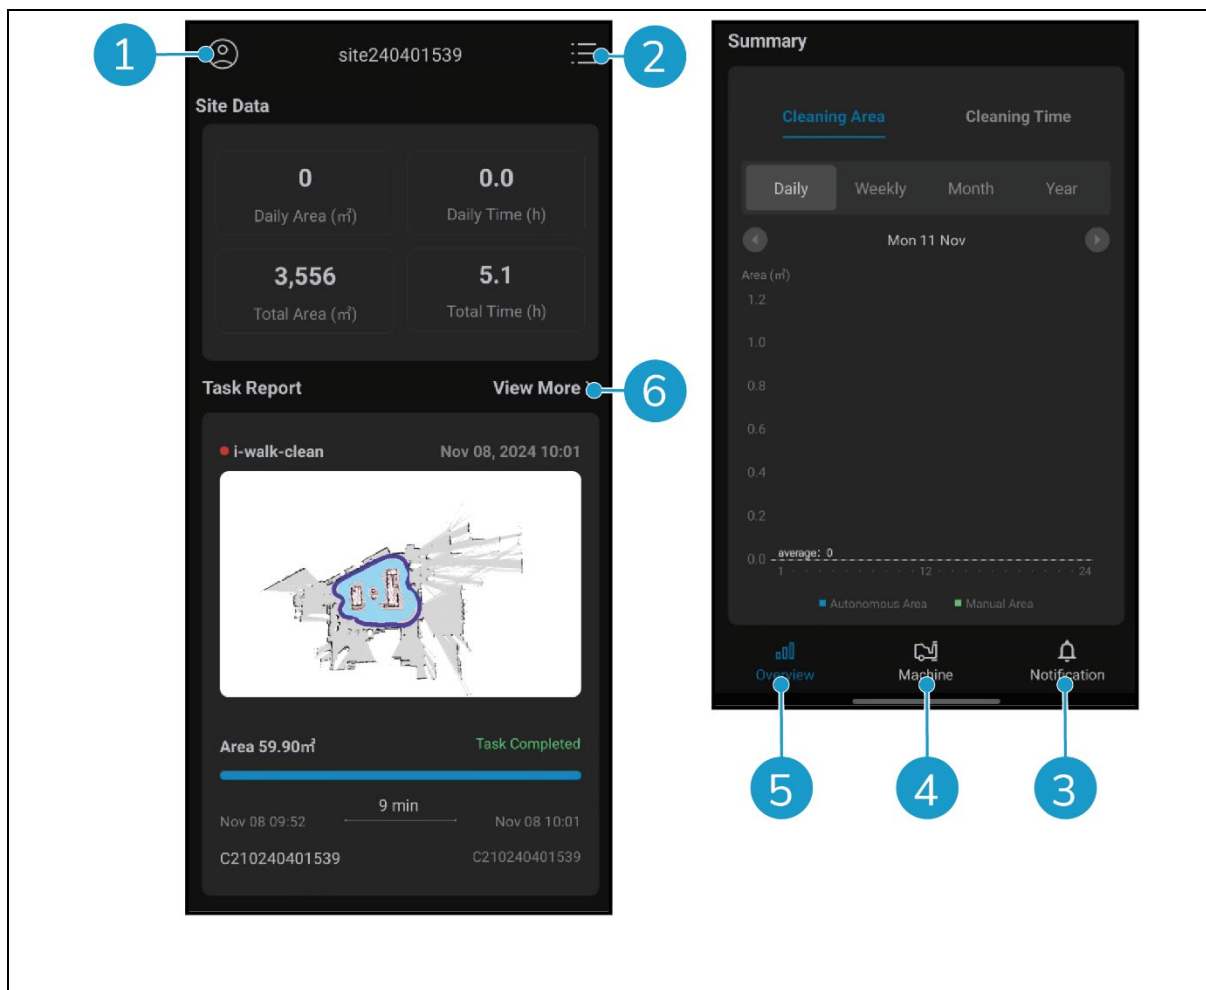 1
site240401539
2
Site Data
0
0.0
Daily Area (㎡)
Daily Time (h)
3,556
5.1
Total Area (㎡)
Total Time (h)
Task Report
View More >
6
i-walk-clean
Nov 08, 2024 10:01
Area 59.90㎡
Task Completed
9 min
Nov 08 09:52
Nov 08 10:01
C210240401539
C210240401539
Summary
Cleaning Area
Cleaning Time
Daily
Weekly
Month
Year
Mon 11 Nov
Area (㎡)
1.2
1.0
0.8
0.6
0.4
0.2
average: 0
0.0
1
12
24
Autonomous Area
Manual Area
Overview
Machine
Notification
5
4
3